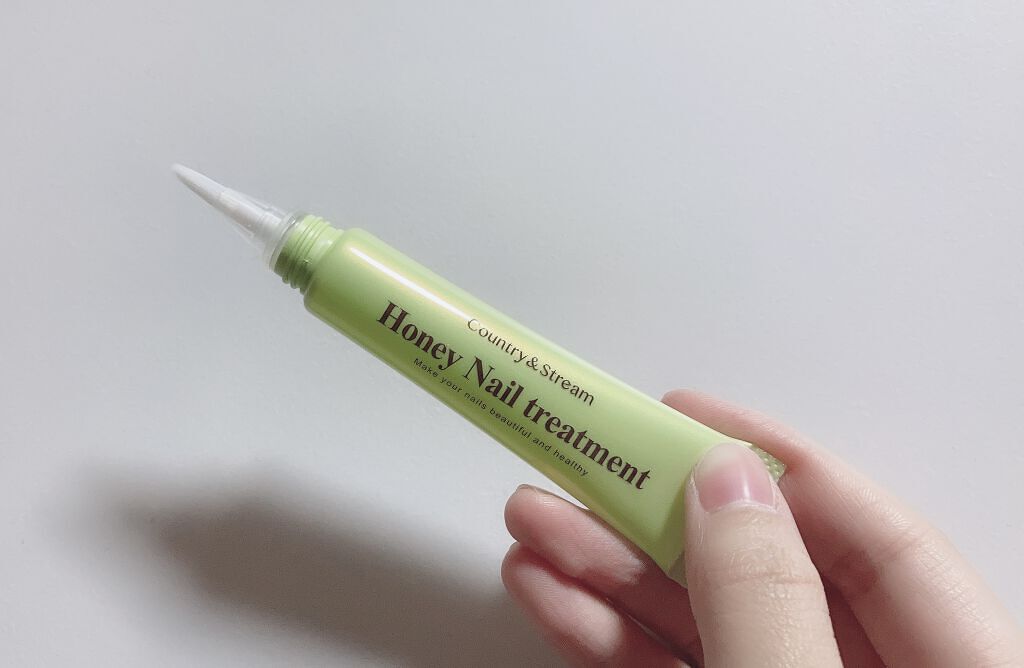 Country & Stream
Honey Nail treatment
Make your nails beautiful and healthy